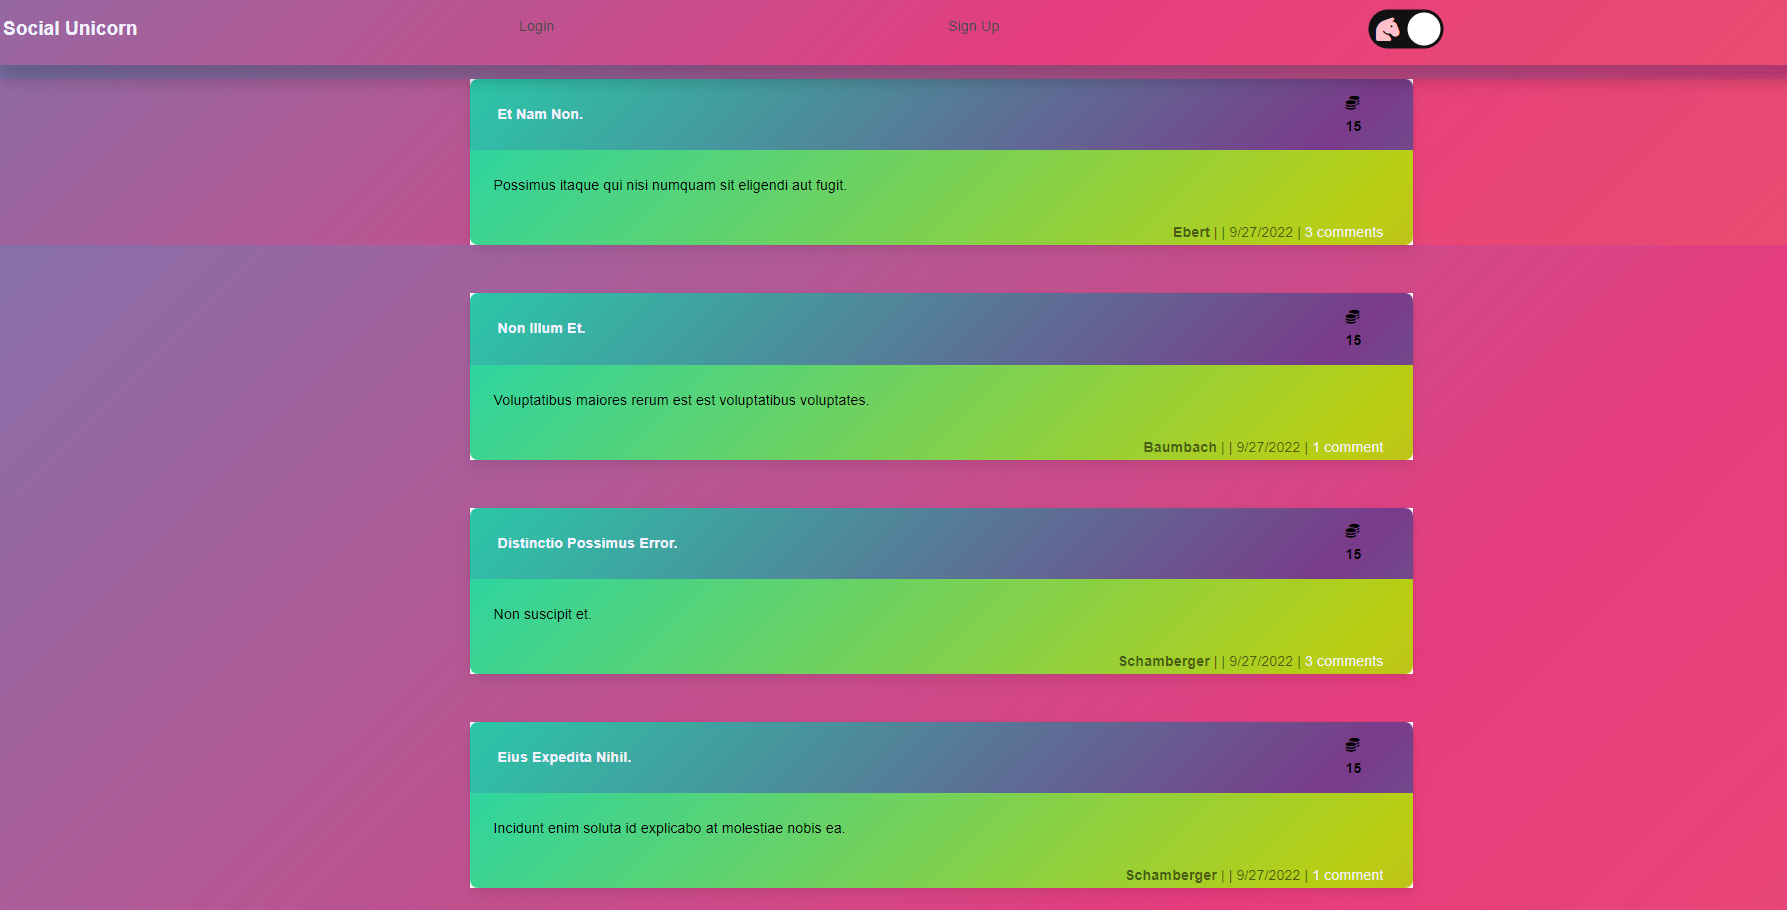 Social Unicorn Login Sign Up
Et Nam Non.
15
Possimus itaque qui nisi numquam sit eligendi aut fugit.
Ebert | | 9/27/2022 | 3 comments
Non Illum Et.
15
Voluptatibus maiores rerum est est voluptatibus voluptates.
Baumbach | | 9/27/2022 | 1 comment
Distinctio Possimus Error.
15
Non suscipit et.
Schamberger | | 9/27/2022 | 3 comments
Eius Expedita Nihil.
15
Incidunt enim soluta id explicabo at molestiae nobis ea.
Schamberger | | 9/27/2022 | 1 comment